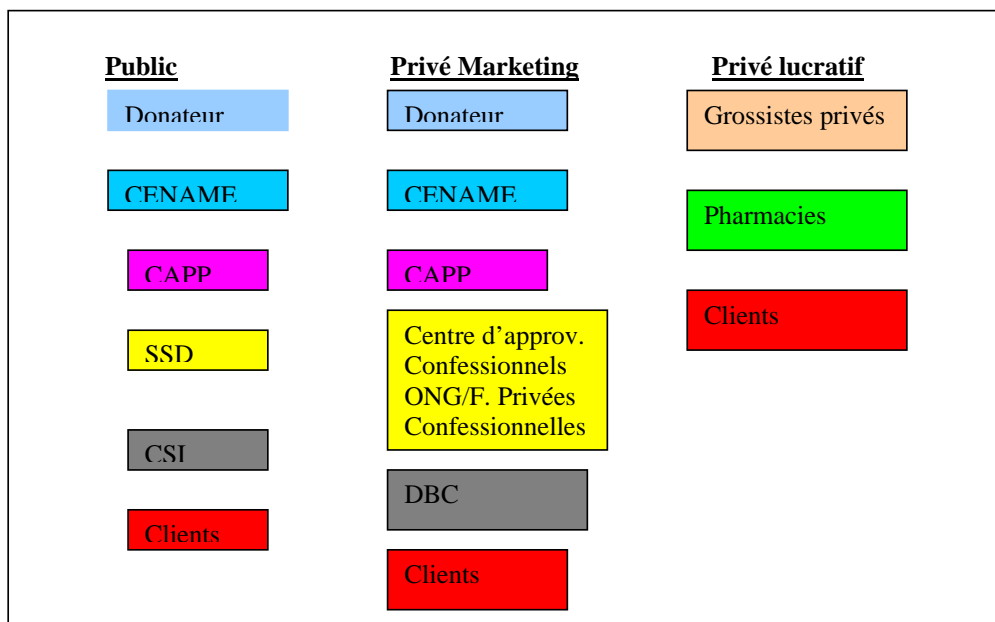 Public
Donateur
CENAME
CAPP
SSD
CSI
Clients
Privé Marketing
Donateur
CENAME
CAPP
Centre d’approv.
Confessionnels
ONG/F. Privées
Confessionnelles
DBC
Clients
Privé lucratif
Grossistes privés
Pharmacies
Clients